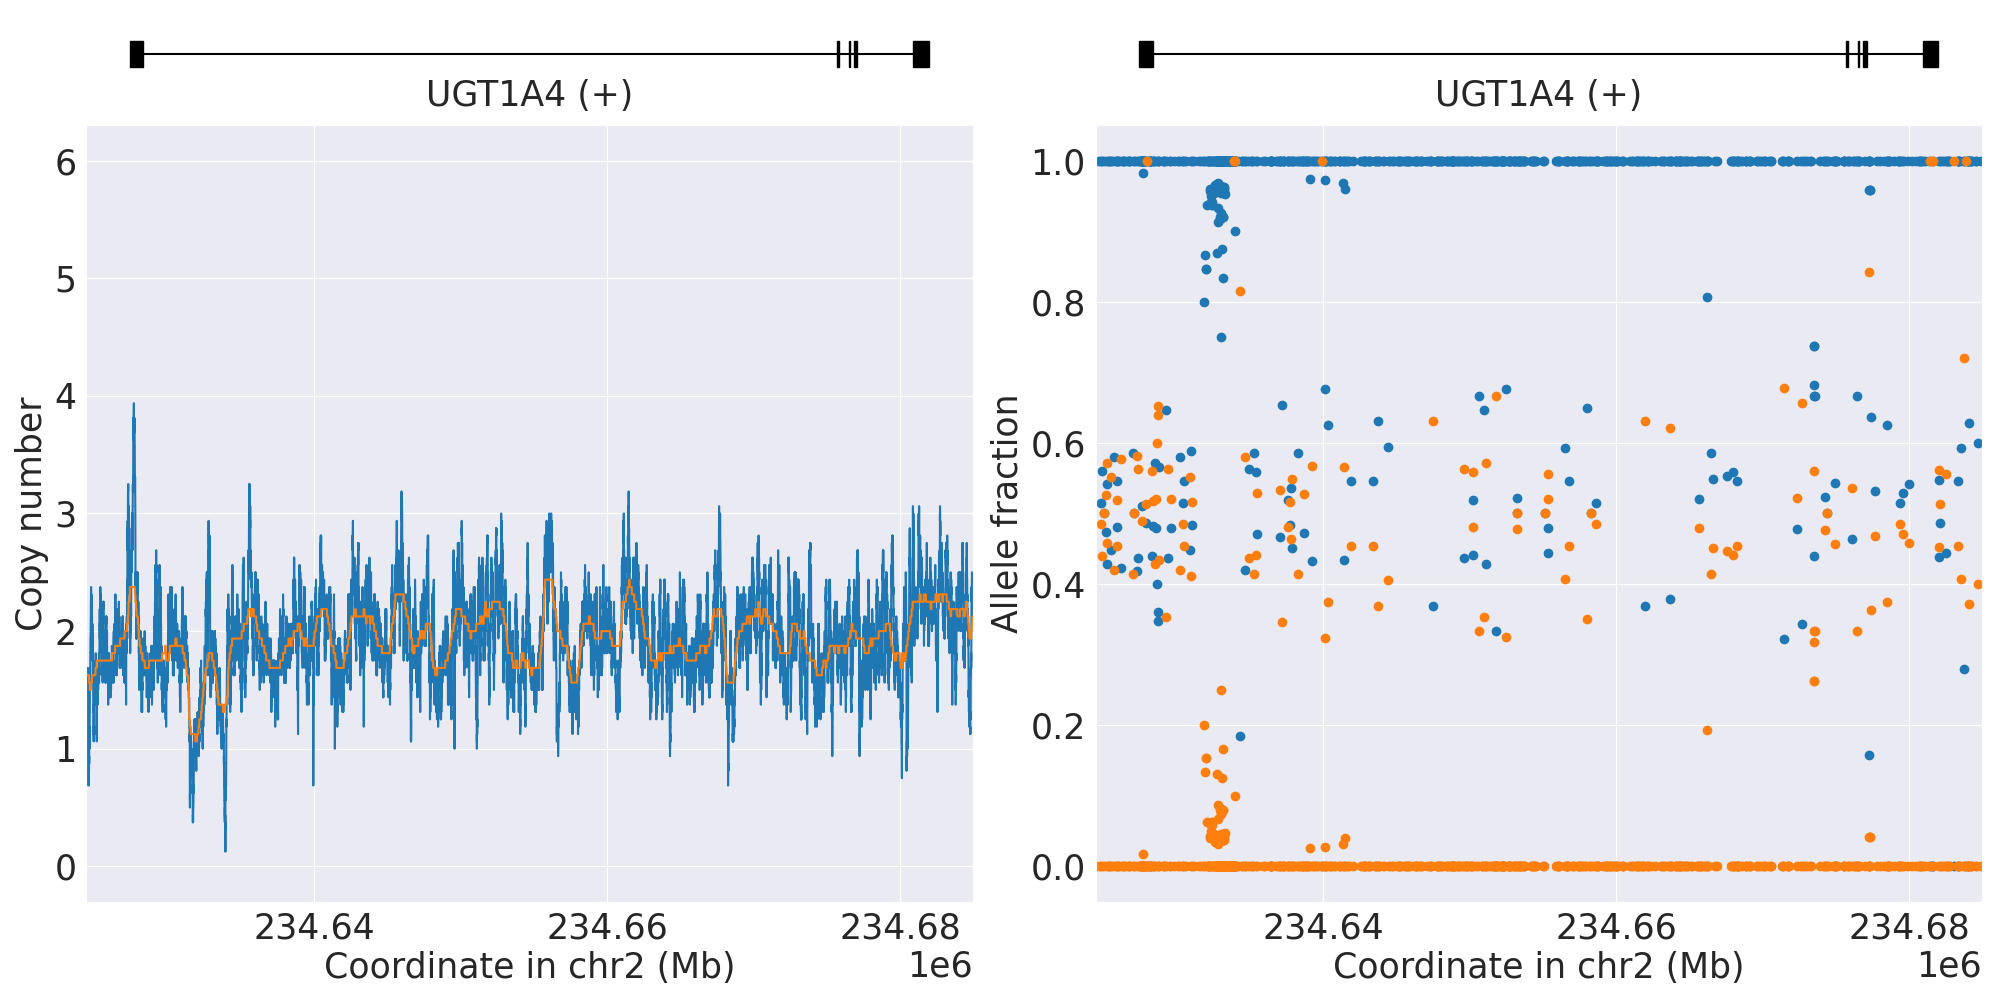 UGT1A4 (+)
UGT1A4 (+)
Copy number
6
5
4
3
2
1
0
234.64
234.66
234.68
1e6
Coordinate in chr2 (Mb)
Allele fraction
1.0
0.8
0.6
0.4
0.2
0.0
234.64
234.66
234.68
1e6
Coordinate in chr2 (Mb)